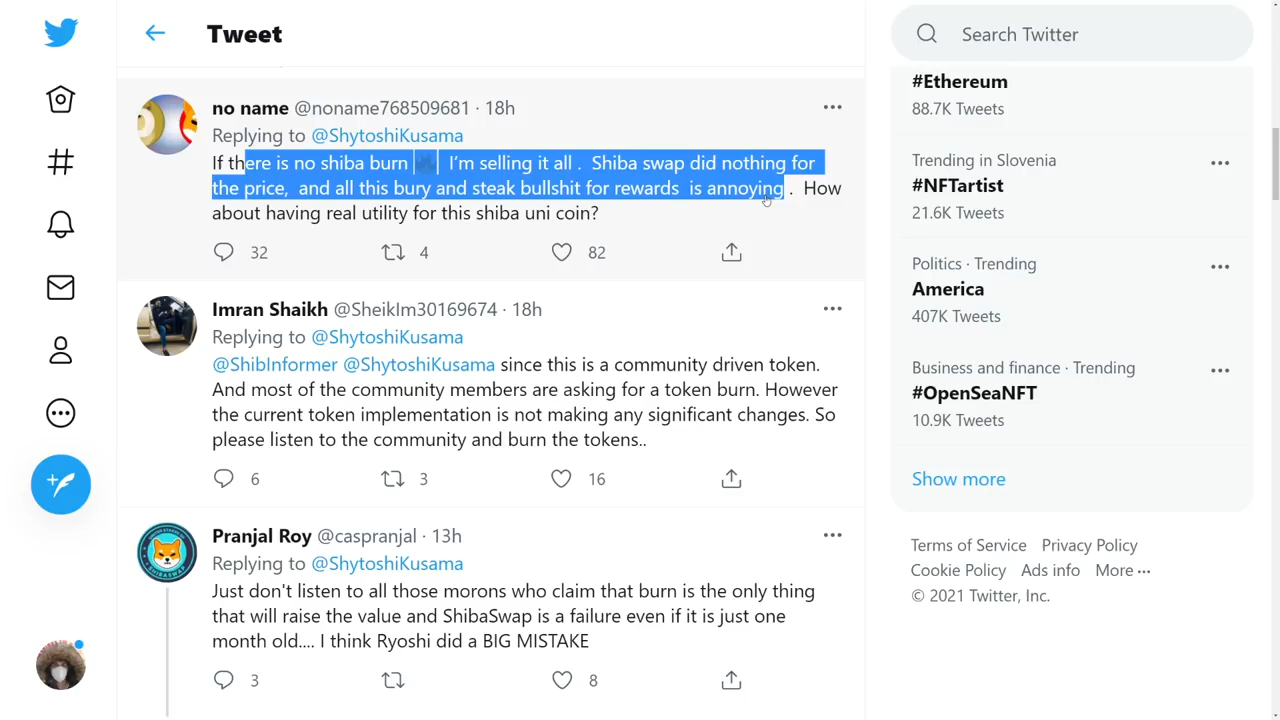 Tweet
Search Twitter
no name @noname768509681 · 18h
Replying to @ShytoshiKusama
If there is no shiba burn I'm selling it all . Shiba swap did nothing for
the price, and all this bury and steak bullshit for rewards is annoying . How
about having real utility for this shiba uni coin?
32 4 82
Imran Shaikh @SheikIm30169674 · 18h
Replying to @ShytoshiKusama
@ShibInformer @ShytoshiKusama since this is a community driven token.
And most of the community members are asking for a token burn. However
the current token implementation is not making any significant changes. So
please listen to the community and burn the tokens..
6 3 16
Pranjal Roy @caspranjal · 13h
Replying to @ShytoshiKusama
Just don't listen to all those morons who claim that burn is the only thing
that will raise the value and ShibaSwap is a failure even if it is just one
month old.... I think Ryoshi did a BIG MISTAKE
3 8
#Ethereum
88.7K Tweets
Trending in Slovenia
#NFTartist
21.6K Tweets
Politics · Trending
America
407K Tweets
Business and finance · Trending
#OpenSeaNFT
10.9K Tweets
Show more
Terms of Service Privacy Policy
Cookie Policy Ads info More ···
© 2021 Twitter, Inc.